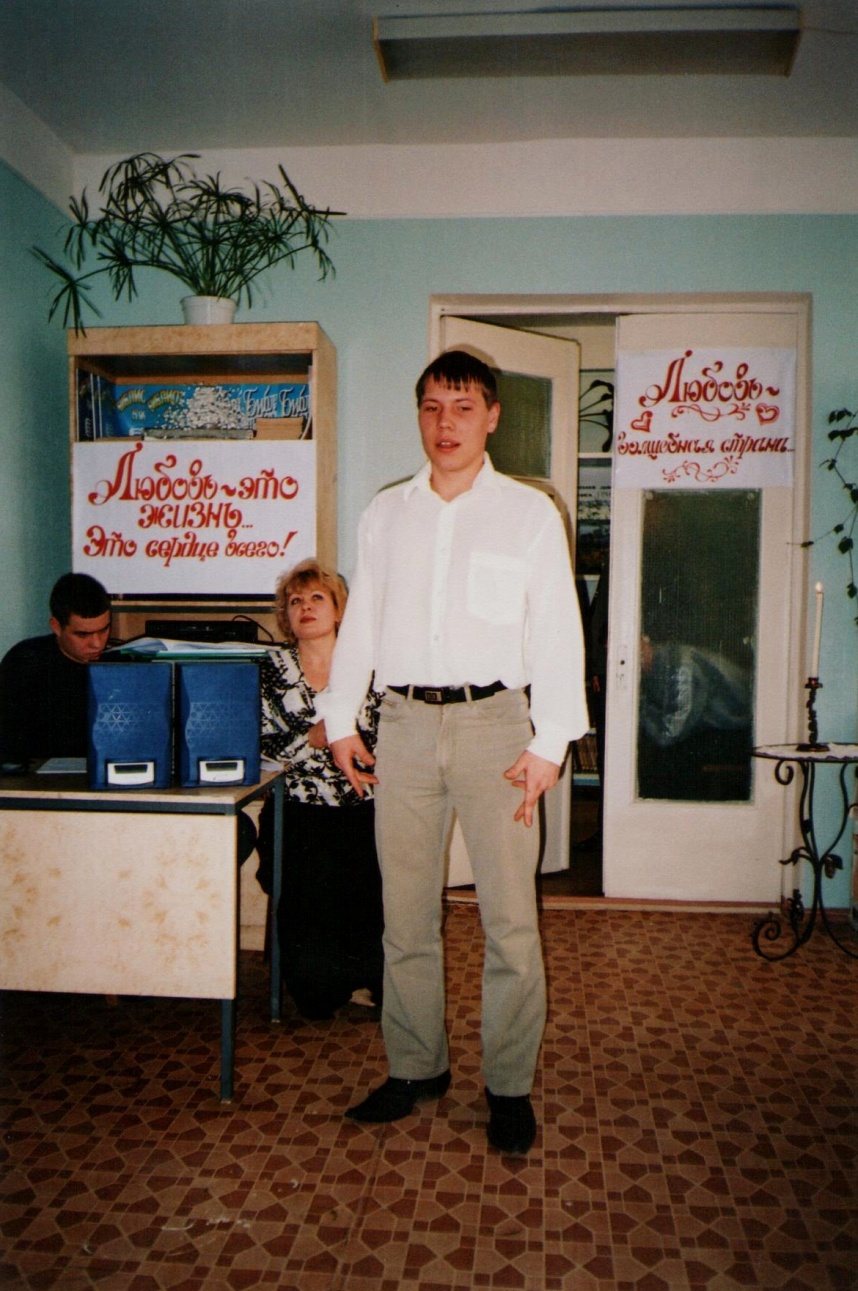 Любовь~это
жизнь...
Это сердце всего!
Любовь~
волшебная страна...